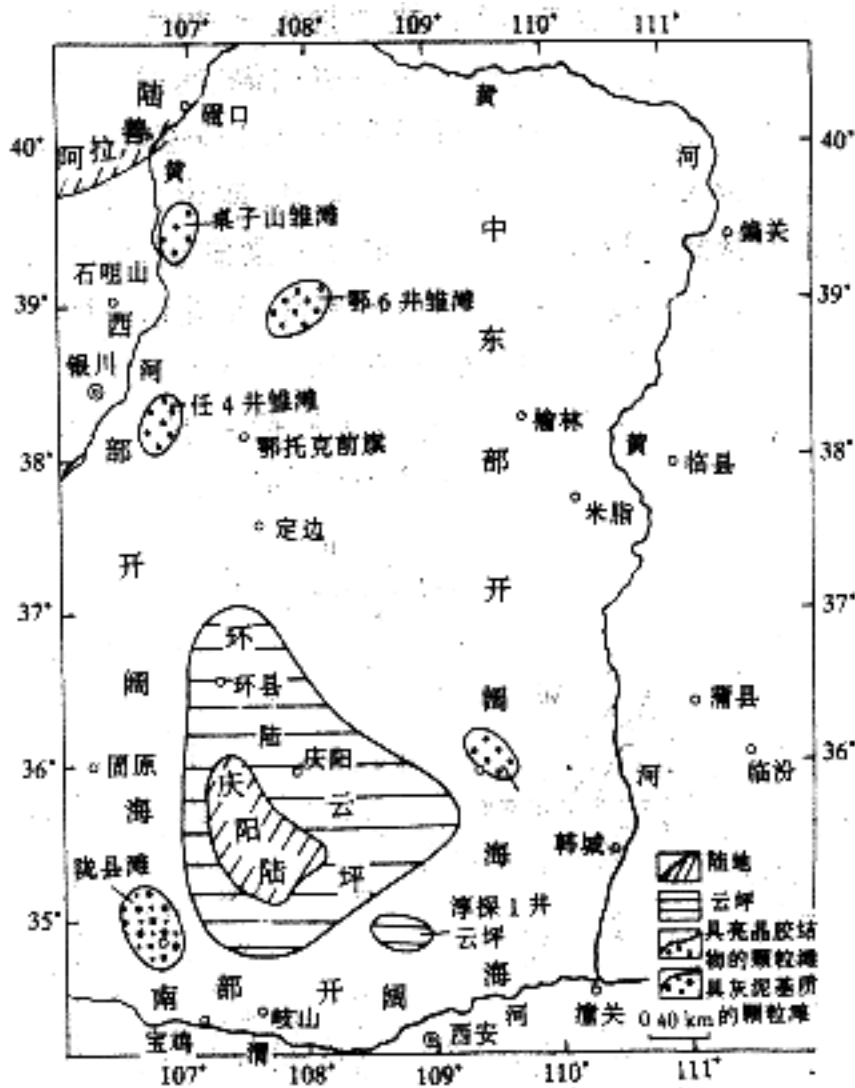 107° 108° 109° 110° 111°
陆
磴口
黄
40° 阿拉善 河 40°
黄
桌子山雏滩
中
偏关
石咀山
39° 鄂6井雏滩 39°
西
东
银川 河
任4井雏滩
榆林
部 鄂托克前旗 部 黄 临县
38° 38°
米脂
定边
开
开
37° 37°
环
阔 环县 阔 蒲县
陆
庆阳
36° 固原 庆 36°
临汾
海 云 河
阳 韩城
海 陆地
陇县滩 陆 坪
云坪
35° 淳探1井 35°
云坪 具亮晶胶结
物的颗粒滩
海
部 具灰泥基质
南 开 阔
岐山 河 潼关 0 40 km 的颗粒滩
宝鸡 渭 西安
107° 108° 109° 110° 111°